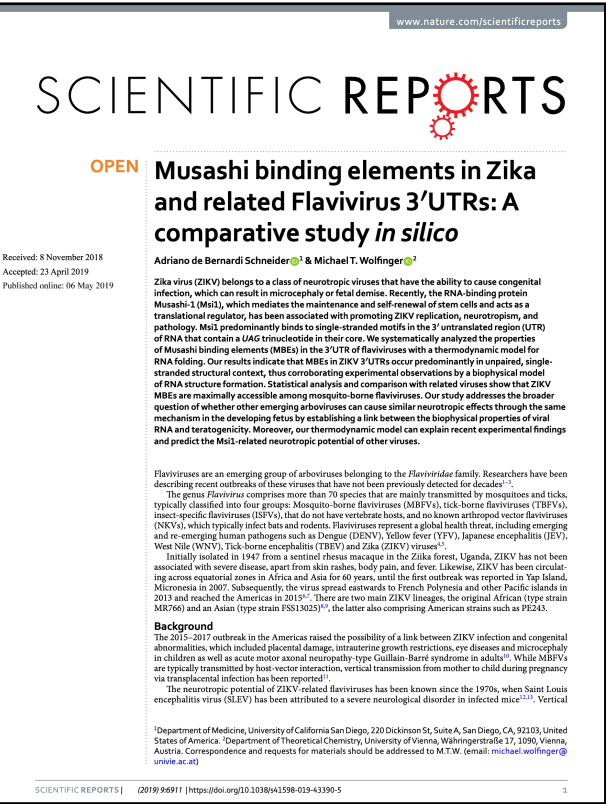 www.nature.com/scientificreports
SCIENTIFIC REPORTS
OPEN
Musashi binding elements in Zika
and related Flavivirus 3′UTRs: A
comparative study in silico
Received: 8 November 2018
Accepted: 23 April 2019
Published online: 06 May 2019
Adriano de Bernardi Schneider1 & Michael T. Wolfinger2
Zika virus (ZIKV) belongs to a class of neurotropic viruses that have the ability to cause congenital
infection, which can result in microcephaly or fetal demise. Recently, the RNA-binding protein
Musashi-1 (Msi1), which mediates the maintenance and self-renewal of stem cells and acts as a
translational regulator, has been associated with promoting ZIKV replication, neurotropism, and
pathology. Msi1 predominantly binds to single-stranded motifs in the 3′ untranslated region (UTR)
of RNA that contain a UAG trinucleotide in their core. We systematically analyzed the properties
of Musashi binding elements (MBEs) in the 3′UTR of flaviviruses with a thermodynamic model for
RNA folding. Our results indicate that MBEs in ZIKV 3′UTRs occur predominantly in unpaired, single-
stranded structural context, thus corroborating experimental observations by a biophysical model
of RNA structure formation. Statistical analysis and comparison with related viruses show that ZIKV
MBEs are maximally accessible among mosquito-borne flaviviruses. Our study addresses the broader
question of whether other emerging arboviruses can cause similar neurotropic effects through the same
mechanism in the developing fetus by establishing a link between the biophysical properties of viral
RNA and teratogenicity. Moreover, our thermodynamic model can explain recent experimental findings
and predict the Msi1-related neurotropic potential of other viruses.
Flaviviruses are an emerging group of arboviruses belonging to the Flaviviridae family. Researchers have been
describing recent outbreaks of these viruses that have not been previously detected for decades1–3.
The genus Flavivirus comprises more than 70 species that are mainly transmitted by mosquitoes and ticks,
typically classified into four groups: Mosquito-borne flaviviruses (MBFVs), tick-borne flaviviruses (TBFVs),
insect-specific flaviviruses (ISFVs), that do not have vertebrate hosts, and no known arthropod vector flaviviruses
(NKVs), which typically infect bats and rodents. Flaviviruses represent a global health threat, including emerging
and re-emerging human pathogens such as Dengue (DENV), Yellow fever (YFV), Japanese encephalitis (JEV),
West Nile (WNV), Tick-borne encephalitis (TBEV) and Zika (ZIKV) viruses4,5.
Initially isolated in 1947 from a sentinel rhesus macaque in the Ziika forest, Uganda, ZIKV has not been
associated with severe disease, apart from skin rashes, body pain, and fever. Likewise, ZIKV has been circulat-
ing across equatorial zones in Africa and Asia for 60 years, until the first outbreak was reported in Yap Island,
Micronesia in 2007. Subsequently, the virus spread eastwards to French Polynesia and other Pacific islands in
2013 and reached the Americas in 20156,7. There are two main ZIKV lineages, the original African (type strain
MR766) and an Asian (type strain FSS13025)8,9, the latter also comprising American strains such as PE243.
Background
The 2015–2017 outbreak in the Americas raised the possibility of a link between ZIKV infection and congenital
abnormalities, which included placental damage, intrauterine growth restrictions, eye diseases and microcephaly
in children as well as acute motor axonal neuropathy-type Guillain-Barré syndrome in adults10. While MBFVs
are typically transmitted by host-vector interaction, vertical transmission from mother to child during pregnancy
via transplacental infection has been reported11.
The neurotropic potential of ZIKV-related flaviviruses has been known since the 1970s, when Saint Louis
encephalitis virus (SLEV) has been attributed to a severe neurological disorder in infected mice12,13. Vertical
1Department of Medicine, University of California San Diego, 220 Dickinson St, Suite A, San Diego, CA, 92103, United
States of America. 2Department of Theoretical Chemistry, University of Vienna, Währingerstraße 17, 1090, Vienna,
Austria. Correspondence and requests for materials should be addressed to M.T.W. (email: michael.wolfinger@
univie.ac.at)
SCIENTIFIC REPORTS | (2019) 9:6911 | https://doi.org/10.1038/s41598-019-43390-5 1